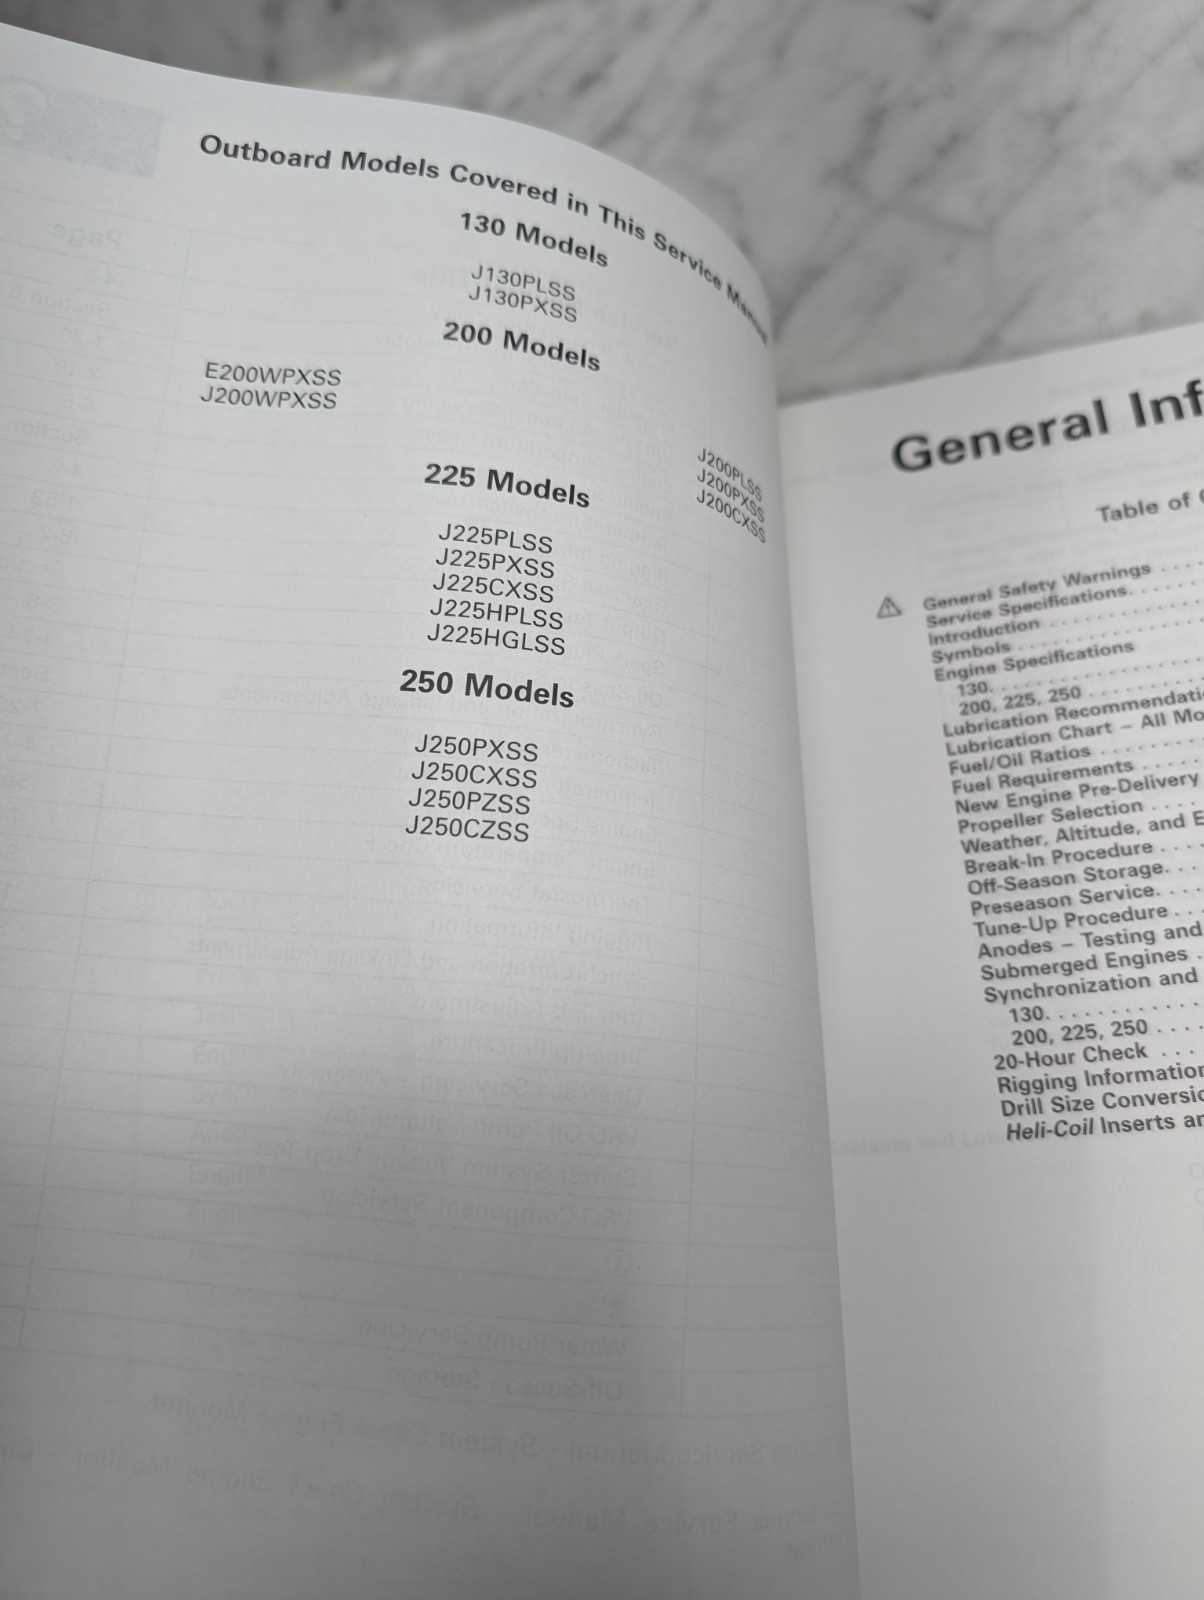 Outboard Models Covered in This Service Manual
130 Models
J130PLSS
J130PXSS
200 Models
E200WPXSS
J200WPXSS
J200PLSS
J200PXSS
J200CXSS
225 Models
J225PLSS
J225PXSS
J225CXSS
J225HPLSS
J225HGLSS
250 Models
J250PXSS
J250CXSS
J250PZSS
J250CZSS
General Inf
Table of
General Safety Warnings . . . .
Service Specifications. . . . . . .
Introduction . . . . . . . . . . . . .
Symbols . . . . . . . . . . . . . . .
Engine Specifications
130. . . . . . . . . . . . . . . . .
200, 225, 250 . . . . . . . . . .
Lubrication Recommendati
Lubrication Chart – All Mo
Fuel/Oil Ratios . . . . . . . . .
Fuel Requirements . . . . . .
New Engine Pre-Delivery
Propeller Selection . . . . .
Weather, Altitude, and E
Break-In Procedure . . . .
Off-Season Storage. . . .
Preseason Service. . . . .
Tune-Up Procedure . . .
Anodes – Testing and
Submerged Engines .
Synchronization and
130. . . . . . . . . . . .
200, 225, 250 . . . .
20-Hour Check . . . .
Rigging Information
Drill Size Conversio
Heli-Coil Inserts an